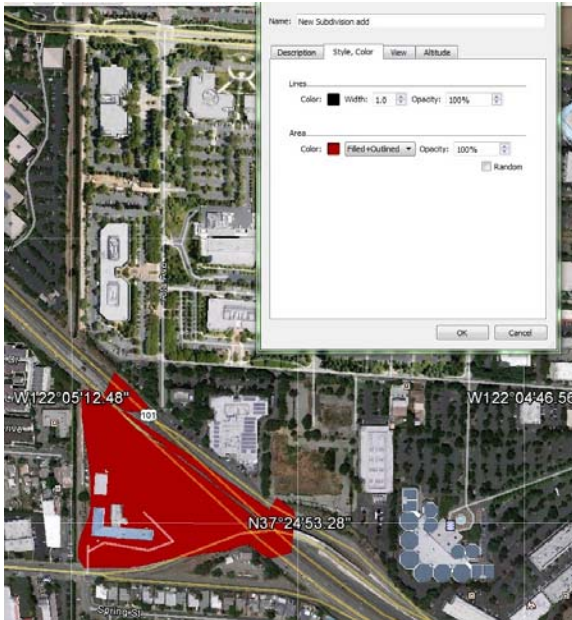 Name: New Subdivision add
Description Style, Color View Altitude
Lines
Color: Width: 1.0 Opacity: 100%
Area
Color: Filled+Outlined Opacity: 100%
Random
OK Cancel
W122°05'12.48"
101
W122°04'46.56
N37°24'53.28"
Spring St